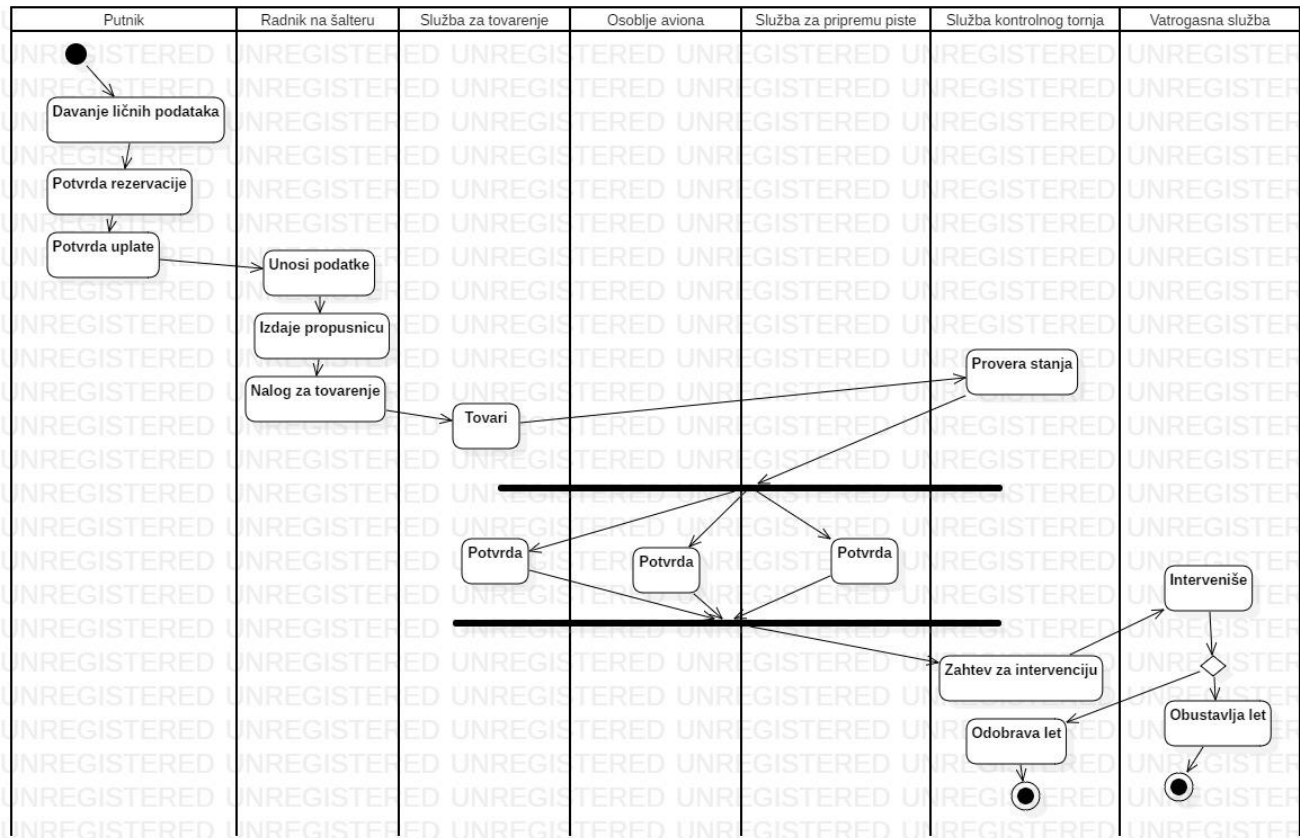 Putnik
Radnik na šalteru
Služba za tovarenje
Osoblje aviona
Služba za pripremu piste
Služba kontrolnog tornja
Vatrogasna služba
Davanje ličnih podataka
Potvrda rezervacije
Potvrda uplate
Unosi podatke
Izdaje propusnicu
Nalog za tovarenje
Tovari
Provera stanja
Potvrda
Potvrda
Potvrda
Interveniše
Zahtev za intervenciju
Odobrava let
Obustavlja let
UNREGISTERED